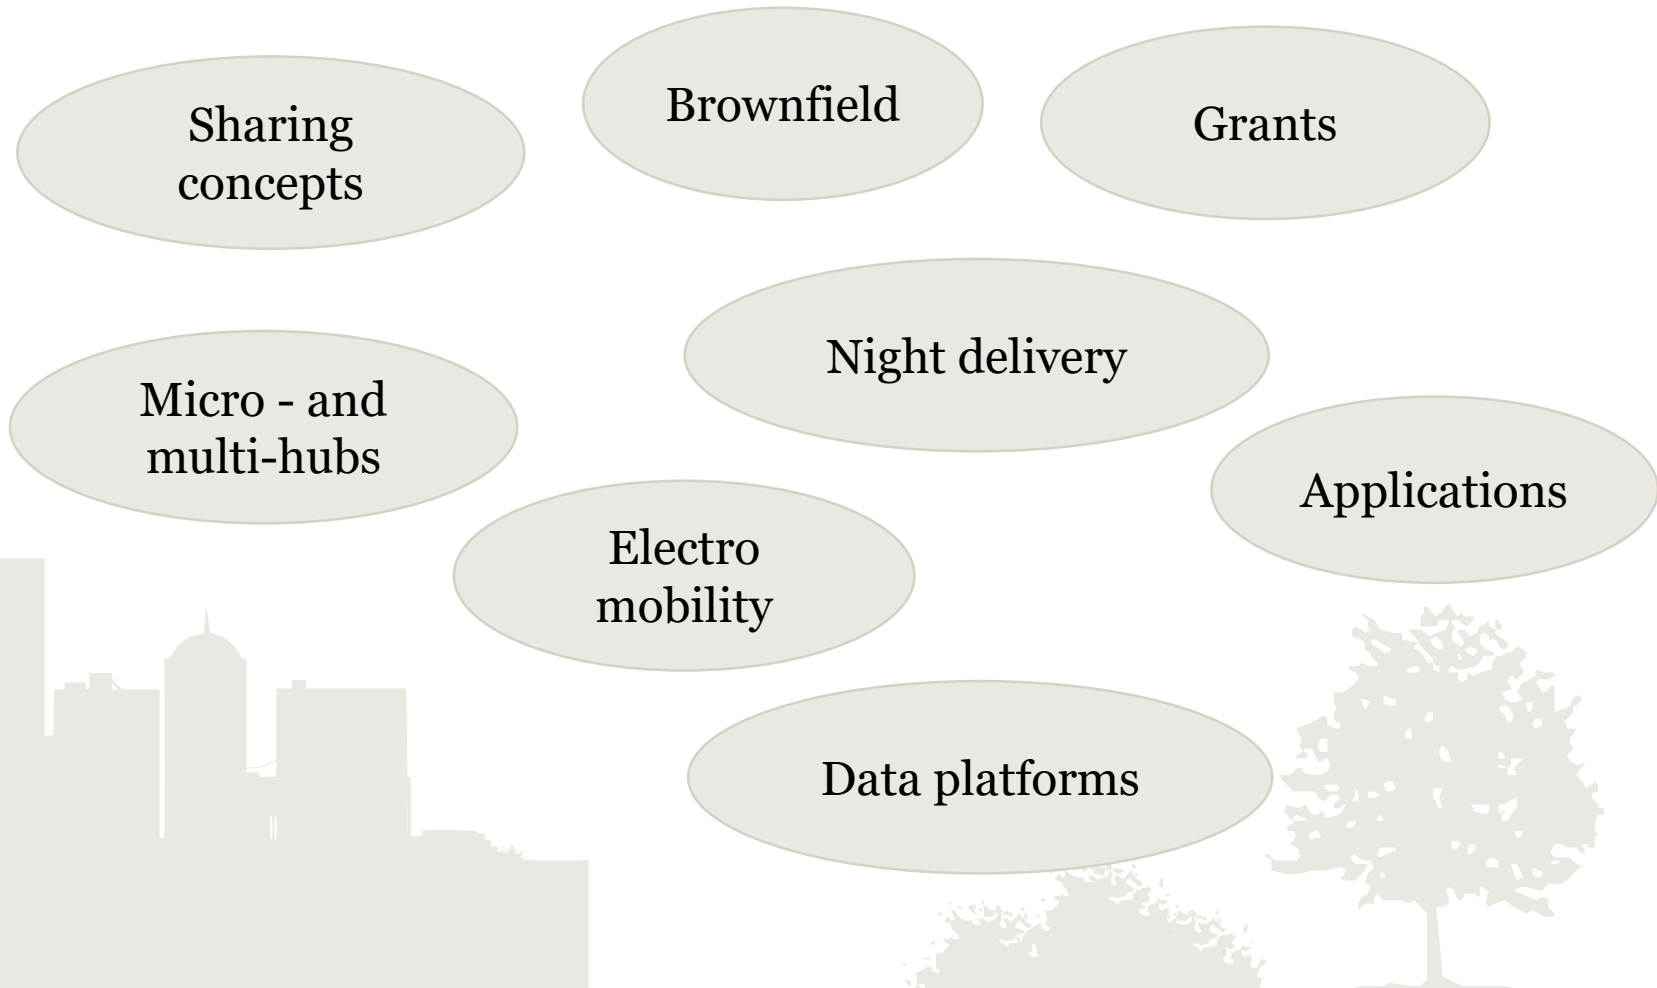 Sharing
concepts
Brownfield
Grants
Micro - and
multi-hubs
Night delivery
Applications
Electro
mobility
Data platforms